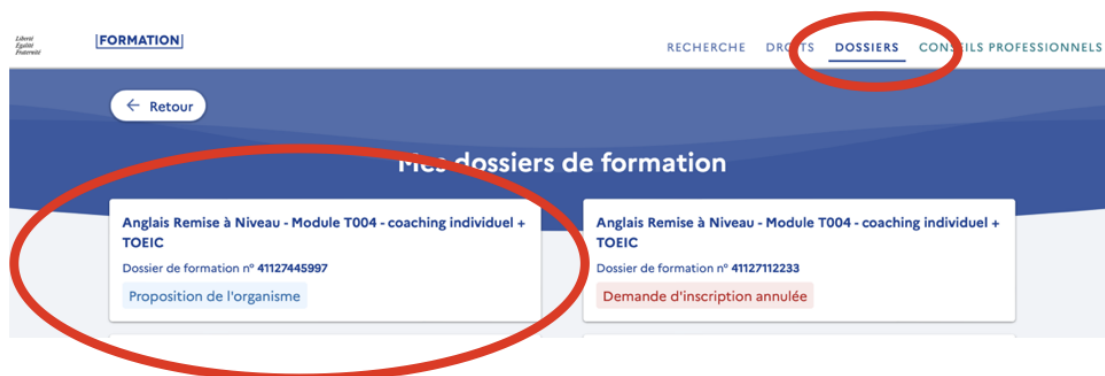 Liberté
Égalité
Fraternité
FORMATION
RECHERCHE DROITS DOSSIERS CONSEILS PROFESSIONNELS
← Retour
Mes dossiers de formation
Anglais Remise à Niveau - Module T004 - coaching individuel +
TOEIC
Dossier de formation n° 41127445997
Proposition de l'organisme
Anglais Remise à Niveau - Module T004 - coaching individuel +
TOEIC
Dossier de formation n° 41127112233
Demande d'inscription annulée